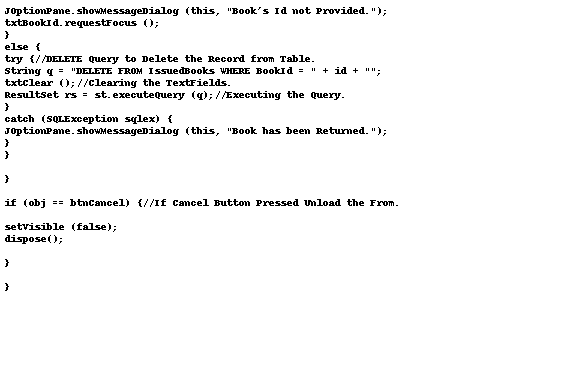 JOptionPane.showMessageDialog (this, "Book's Id not Provided.");
txtBookId.requestFocus ();
}
else {
try {//DELETE Query to Delete the Record from Table.
String q = "DELETE FROM IssuedBooks WHERE BookId = " + id + "";
txtClear ();//Clearing the TextFields.
ResultSet rs = st.executeQuery (q);//Executing the Query.
}
catch (SQLException sqlex) {
JOptionPane.showMessageDialog (this, "Book has been Returned.");
}
}
}
if (obj == btnCancel) {//If Cancel Button Pressed Unload the From.
setVisible (false);
dispose();
}
}